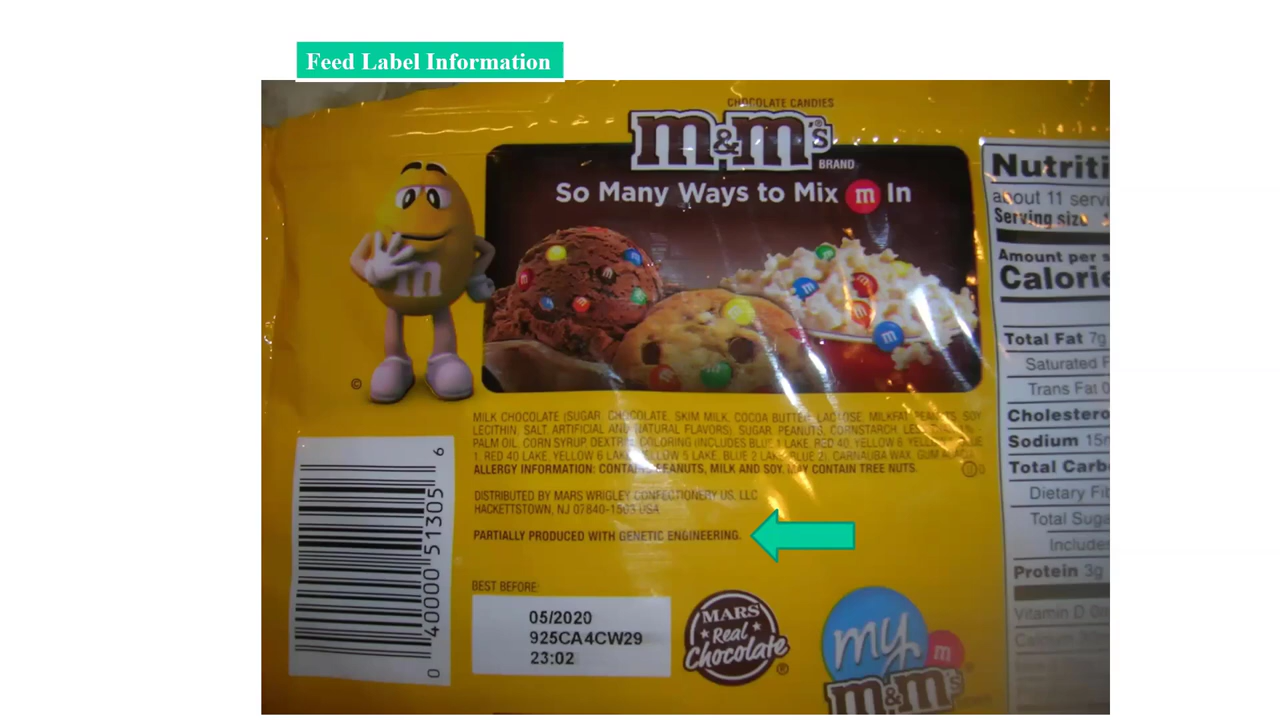 Feed Label Information
CHOCOLATE CANDIES
m&m's®
BRAND
So Many Ways to Mix m In
Nutriti
about 11 servi
Serving size
Amount per s
Calorie
Total Fat 7g
Saturated F
Trans Fat 0
Cholestero
Sodium 15m
Total Carb
Dietary Fib
Total Suga
Includes
Protein 3g
Vitamin D 0m
©
MILK CHOCOLATE (SUGAR, CHOCOLATE, SKIM MILK, COCOA BUTTER, LACTOSE, MILKFAT, PEANUTS, SOY
LECITHIN, SALT, ARTIFICIAL AND NATURAL FLAVORS), SUGAR, PEANUTS, CORNSTARCH,
PALM OIL, CORN SYRUP, COLORING (INCLUDES BLUE 1 LAKE, RED 40, YELLOW 6,
1, RED 40 LAKE, YELLOW 6 LAKE, YELLOW 5 LAKE, BLUE 2 LAKE, BLUE 2), CARNAUBA WAX, GUM
ALLERGY INFORMATION: CONTAINS PEANUTS, MILK AND SOY. MAY CONTAIN TREE NUTS.
DISTRIBUTED BY MARS WRIGLEY CONFECTIONERY US, LLC
HACKETTSTOWN, NJ 07840-1503 USA
PARTIALLY PRODUCED WITH GENETIC ENGINEERING.
BEST BEFORE:
05/2020
925CA4CW29
23:02
0 40000 51305 6
MARS
Real
Chocolate®
my
m
m&m's